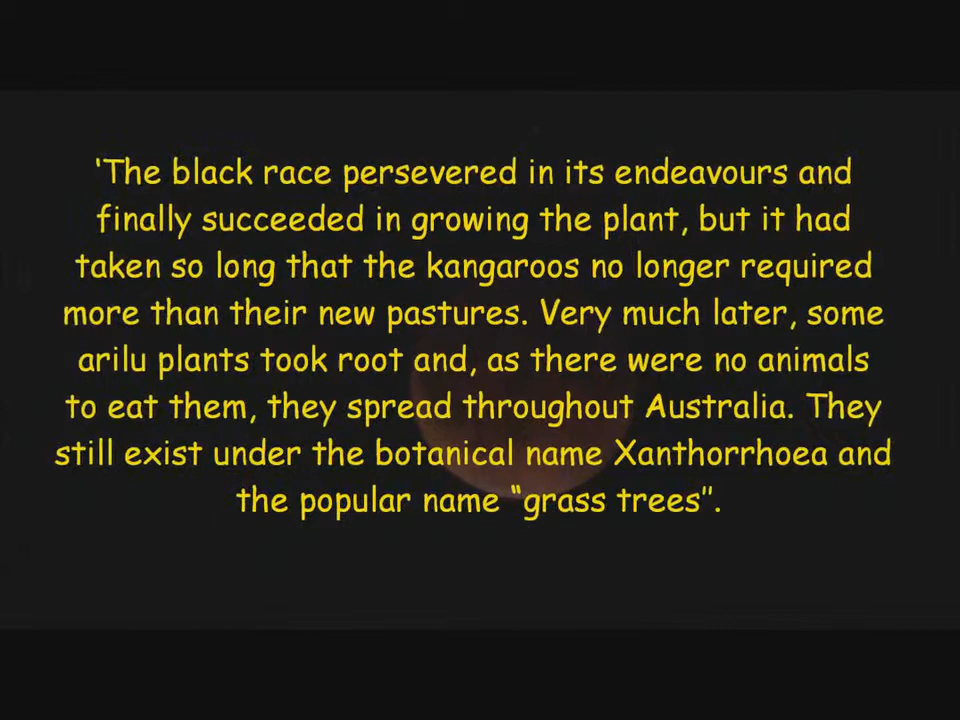 ‘The black race persevered in its endeavours and
finally succeeded in growing the plant, but it had
taken so long that the kangaroos no longer required
more than their new pastures. Very much later, some
arilu plants took root and, as there were no animals
to eat them, they spread throughout Australia. They
still exist under the botanical name Xanthorrhoea and
the popular name “grass trees”.